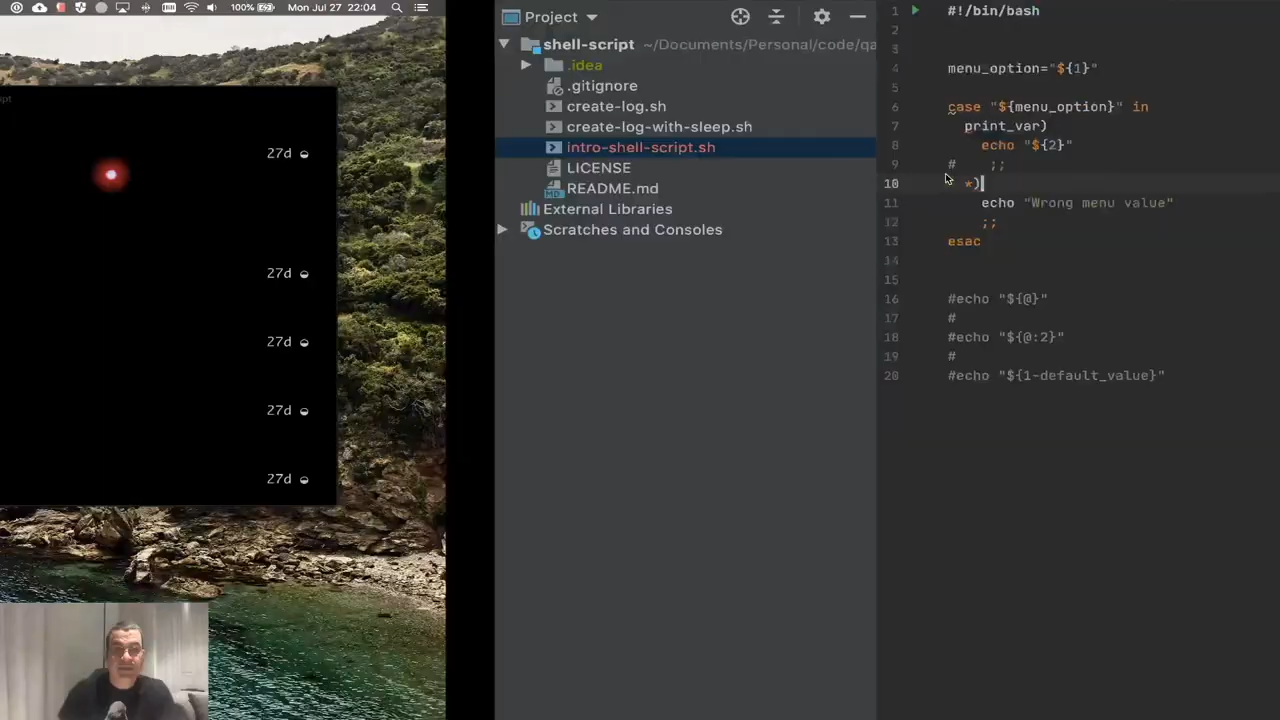 100%
Mon Jul 27 22:04
27d
27d
27d
27d
27d
Project
shell-script ~/Documents/Personal/code/qa
.idea
.gitignore
create-log.sh
create-log-with-sleep.sh
intro-shell-script.sh
LICENSE
README.md
External Libraries
Scratches and Consoles
1 #!/bin/bash
2
3
4 menu_option="${1}"
5
6 case "${menu_option}" in
7 print_var)
8 echo "${2}"
9 # ;;
10 *)
11 echo "Wrong menu value"
12 ;;
13 esac
14
15
16 #echo "${@}"
17 #
18 #echo "${@:2}"
19 #
20 #echo "${1-default_value}"